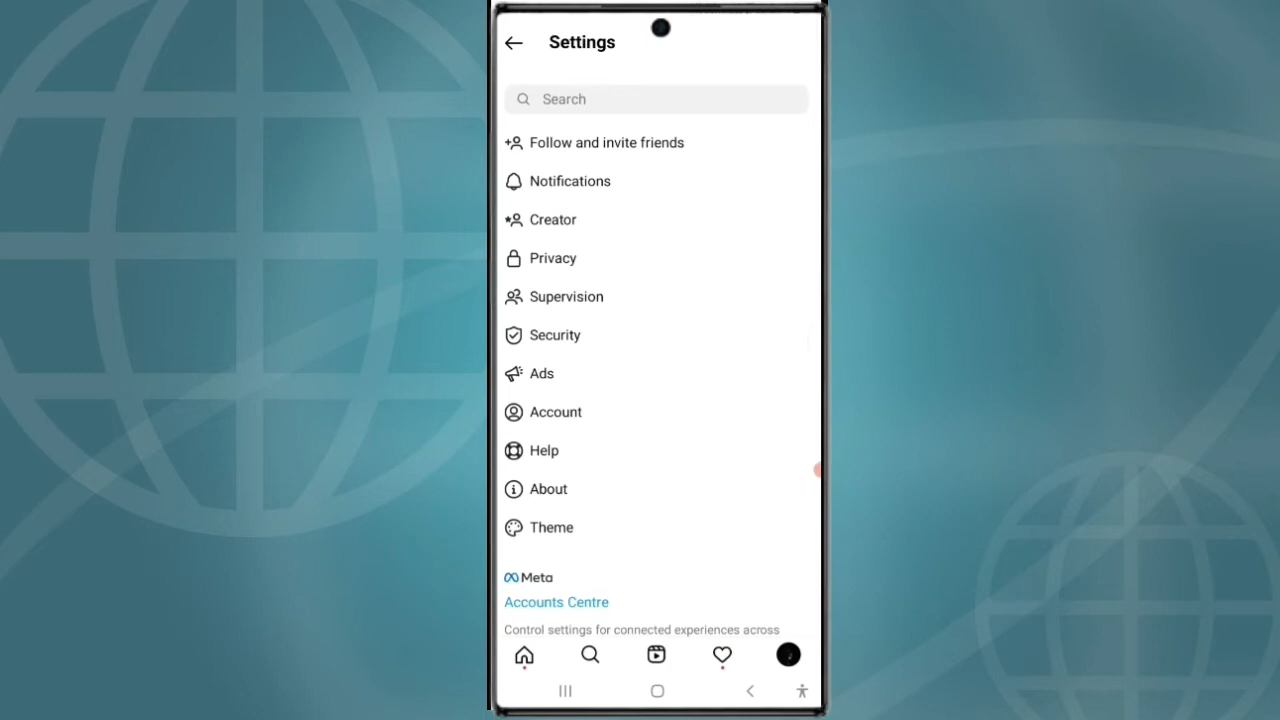 Settings
Search
Follow and invite friends
Notifications
Creator
Privacy
Supervision
Security
Ads
Account
Help
About
Theme
Meta
Accounts Centre
Control settings for connected experiences across